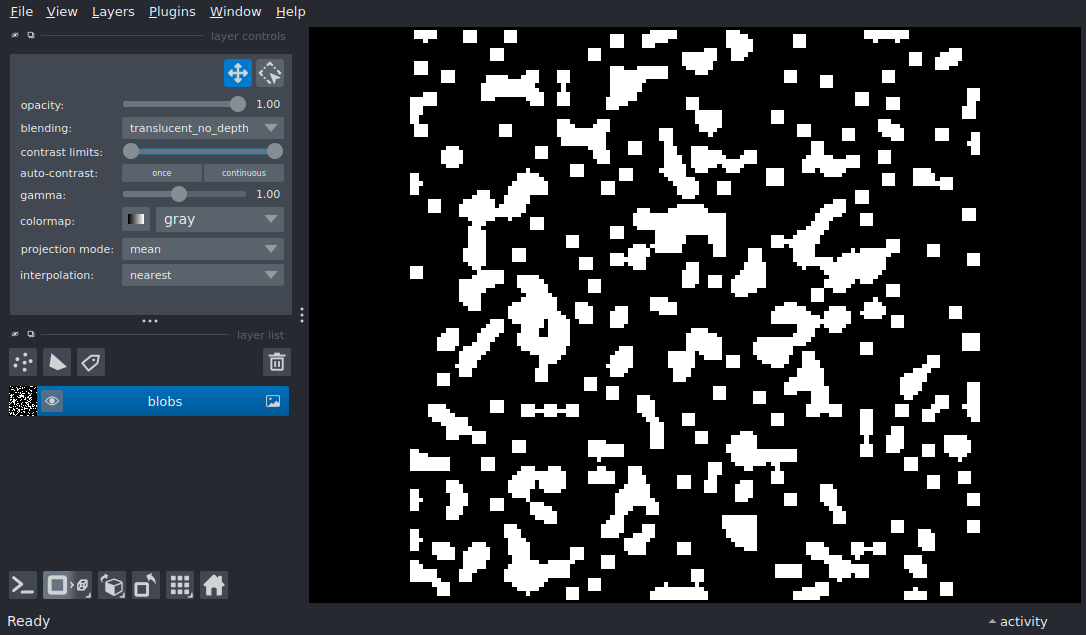 File View Layers Plugins Window Help
layer controls
opacity: 1.00
blending: translucent_no_depth
contrast limits:
auto-contrast: once continuous
gamma: 1.00
colormap: gray
projection mode: mean
interpolation: nearest
layer list
blobs
Ready activity